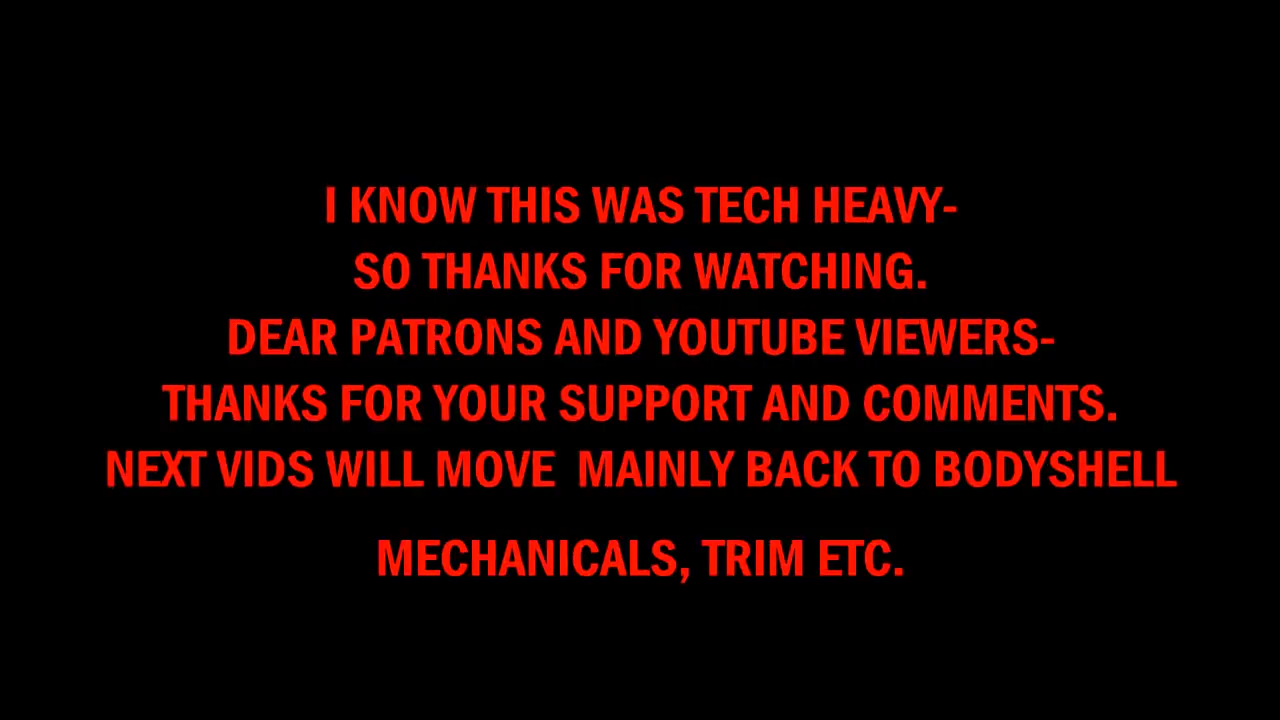 I KNOW THIS WAS TECH HEAVY-
SO THANKS FOR WATCHING.
DEAR PATRONS AND YOUTUBE VIEWERS-
THANKS FOR YOUR SUPPORT AND COMMENTS.
NEXT VIDS WILL MOVE  MAINLY BACK TO BODYSHELL
MECHANICALS, TRIM ETC.